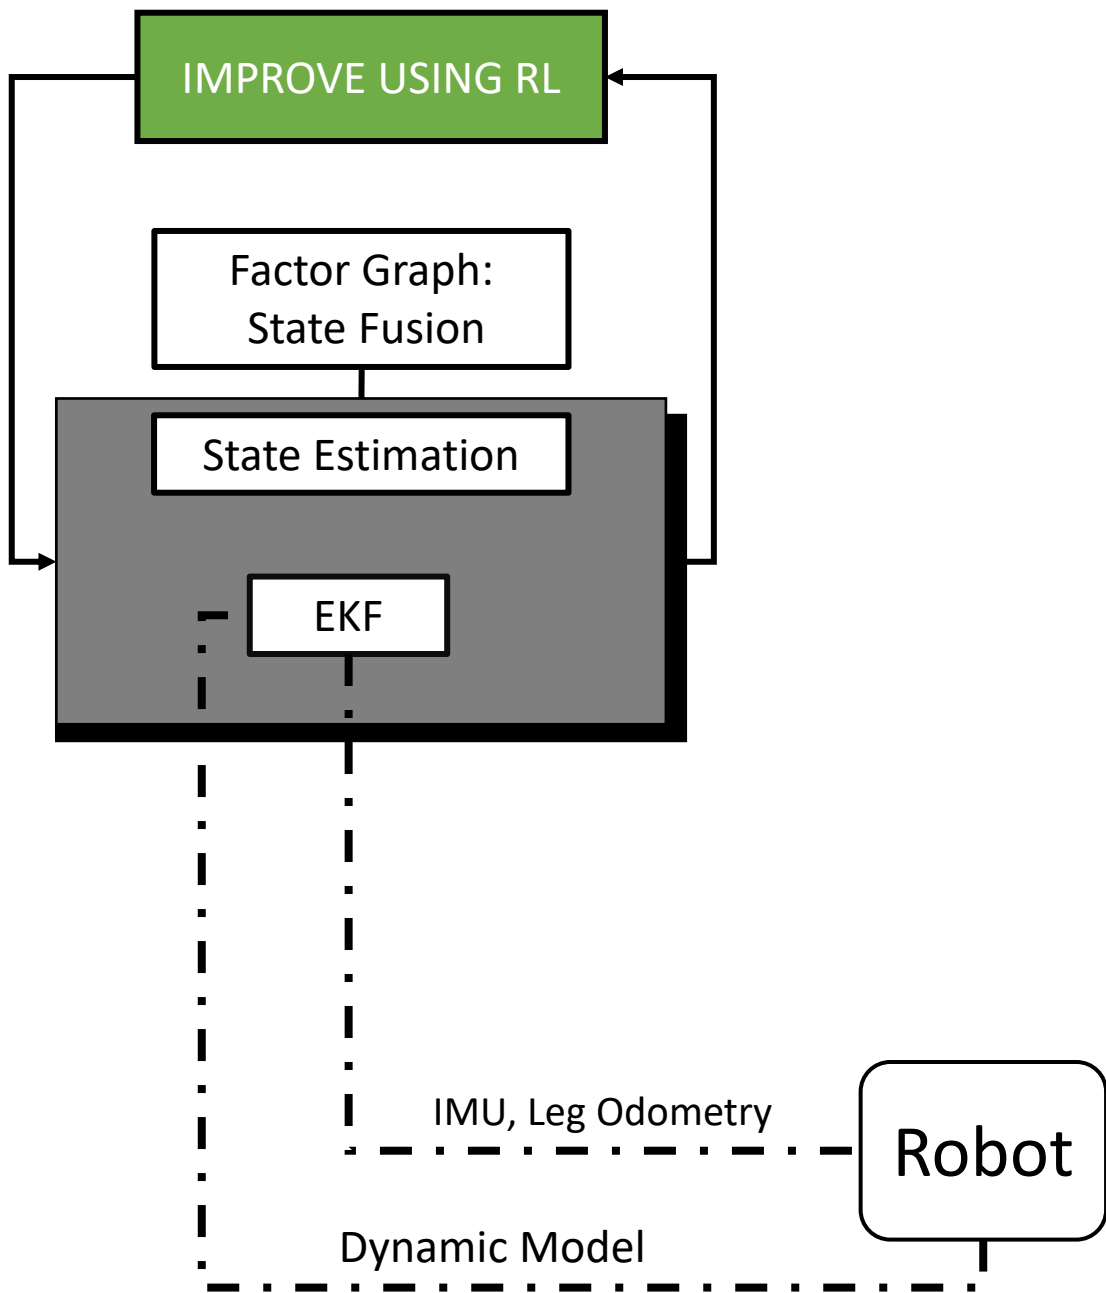 IMPROVE USING RL
Factor Graph:
State Fusion
State Estimation
EKF
IMU, Leg Odometry
Robot
Dynamic Model